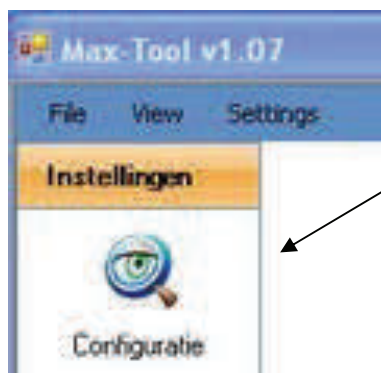 Max-Tool v1.07
File View Settings
Instellingen
Configuratie